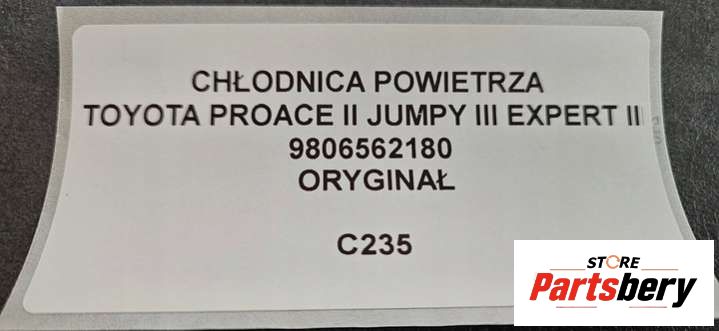 CHŁODNICA POWIETRZA
TOYOTA PROACE II JUMPY III EXPERT II
9806562180
ORYGINAŁ
C235
STORE
Partsbery